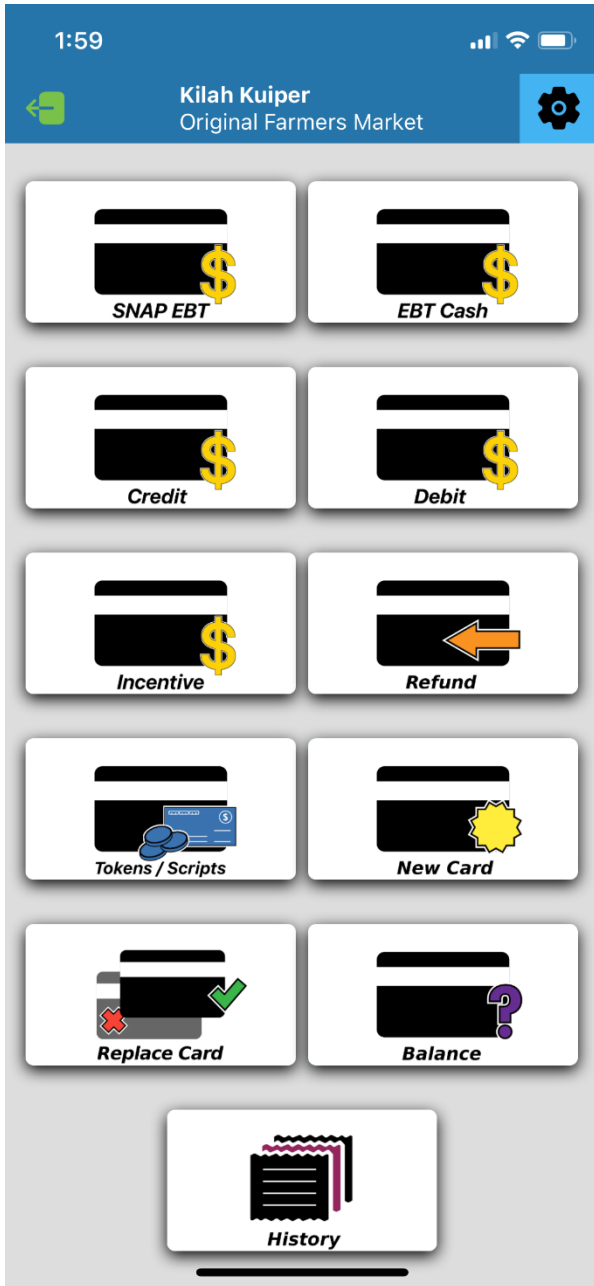 1:59
Kilah Kuiper
Original Farmers Market
$ $
SNAP EBT EBT Cash
$ $
Credit Debit
$
Incentive Refund
$
Tokens / Scripts New Card
?
Replace Card Balance
History